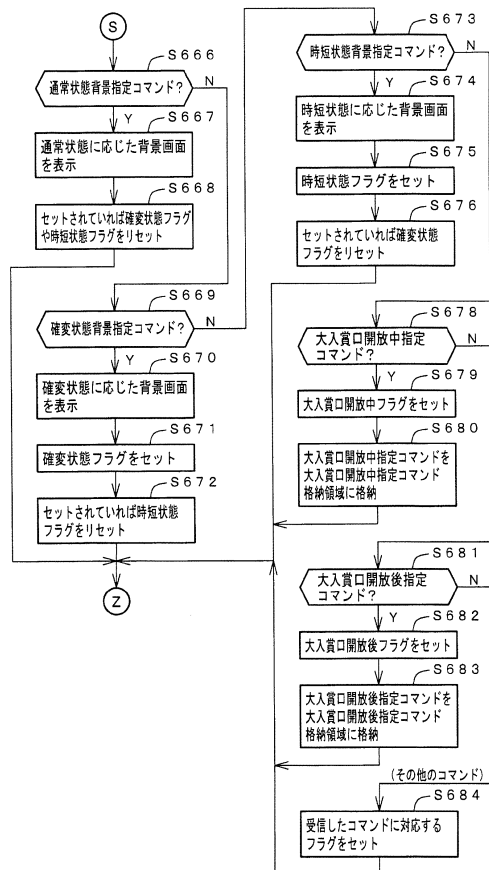 S
S666
通常状態背景指定コマンド?
N
Y
S667
通常状態に応じた背景画面
を表示
S668
セットされていれば確変状態フラグ
や時短状態フラグをリセット
S669
確変状態背景指定コマンド?
N
Y
S670
確変状態に応じた背景画面
を表示
S671
確変状態フラグをセット
S672
セットされていれば時短状態
フラグをリセット
Z
S673
時短状態背景指定コマンド?
N
Y
S674
時短状態に応じた背景画面
を表示
S675
時短状態フラグをセット
S676
セットされていれば確変状態
フラグをリセット
S678
大入賞口開放中指定
コマンド?
N
Y
S679
大入賞口開放中フラグをセット
S680
大入賞口開放中指定コマンドを
大入賞口開放中指定コマンド
格納領域に格納
S681
大入賞口開放後指定
コマンド?
N
Y
S682
大入賞口開放後フラグをセット
S683
大入賞口開放後指定コマンドを
大入賞口開放後指定コマンド
格納領域に格納
(その他のコマンド)
S684
受信したコマンドに対応する
フラグをセット